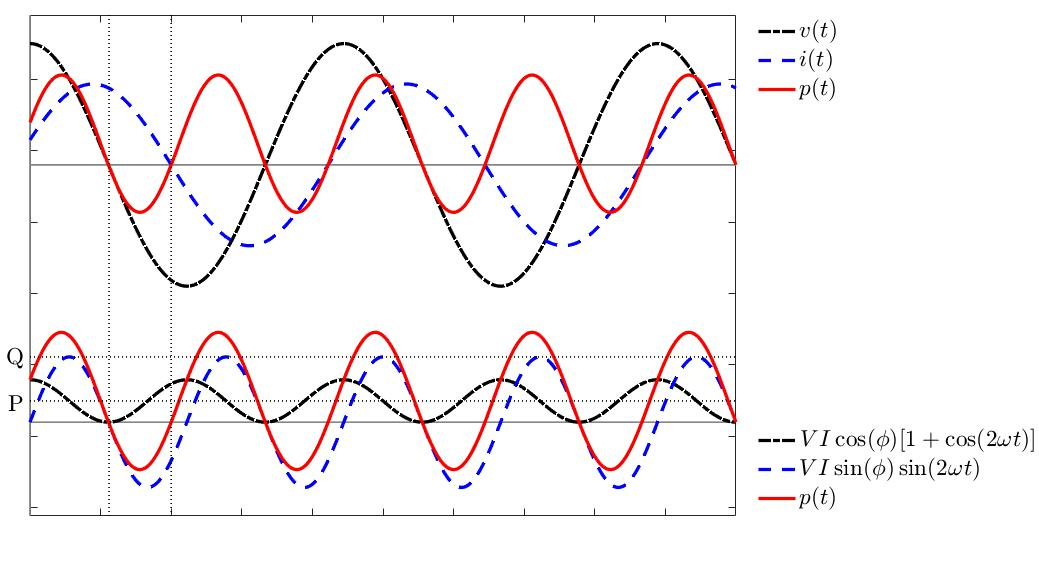 v(t)
i(t)
p(t)
Q
P
VI cos(ϕ)[1 + cos(2ωt)]
VI sin(ϕ) sin(2ωt)
p(t)